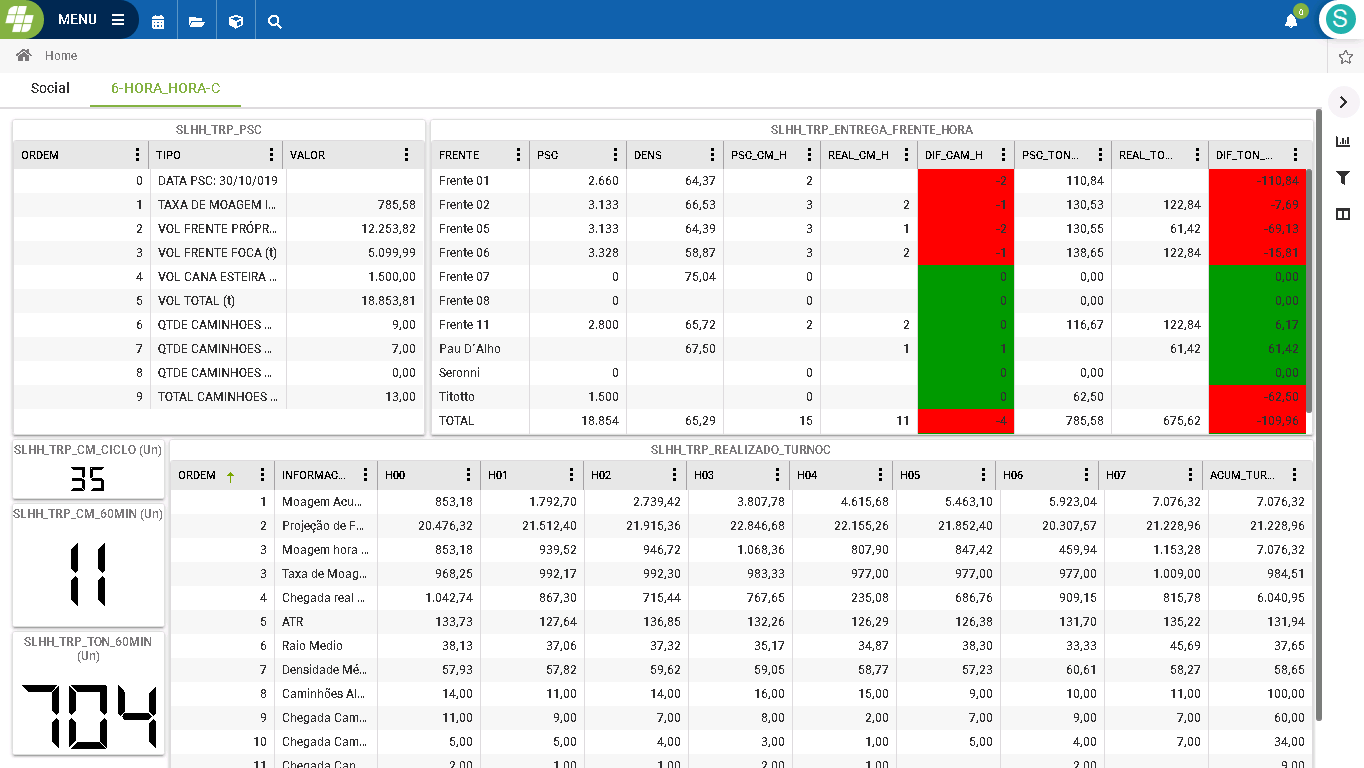 MENU
0
S
Home
Social 6-HORA_HORA-C
SLHH_TRP_PSC
ORDEM TIPO VALOR
0 DATA PSC: 30/10/019
1 TAXA DE MOAGEM I... 785,58
2 VOL FRENTE PRÓPR... 12.253,82
3 VOL FRENTE FOCA (t) 5.099,99
4 VOL CANA ESTEIRA ... 1.500,00
5 VOL TOTAL (t) 18.853,81
6 QTDE CAMINHOES ... 9,00
7 QTDE CAMINHOES ... 7,00
8 QTDE CAMINHOES ... 0,00
9 TOTAL CAMINHOES ... 13,00
SLHH_TRP_ENTREGA_FRENTE_HORA
FRENTE PSC DENS PSC_CM_H REAL_CM_H DIF_CAM_H PSC_TON... REAL_TO... DIF_TON_...
Frente 01 2.660 64,37 2 -2 110,84 -110,84
Frente 02 3.133 66,53 3 2 -1 130,53 122,84 -7,69
Frente 05 3.133 64,39 3 1 -2 130,55 61,42 -69,13
Frente 06 3.328 58,87 3 2 -1 138,65 122,84 -15,81
Frente 07 0 75,04 0 0 0,00 0,00
Frente 08 0 0 0 0,00 0,00
Frente 11 2.800 65,72 2 2 0 116,67 122,84 6,17
Pau D´Alho 67,50 1 1 61,42 61,42
Seronni 0 0 0 0,00 0,00
Titotto 1.500 0 0 62,50 -62,50
TOTAL 18.854 65,29 15 11 -4 785,58 675,62 -109,96
SLHH_TRP_CM_CICLO (Un)
35
SLHH_TRP_CM_60MIN (Un)
11
SLHH_TRP_TON_60MIN
(Un)
704
SLHH_TRP_REALIZADO_TURNOC
ORDEM INFORMAC... H00 H01 H02 H03 H04 H05 H06 H07 ACUM_TUR...
1 Moagem Acu... 853,18 1.792,70 2.739,42 3.807,78 4.615,68 5.463,10 5.923,04 7.076,32 7.076,32
2 Projeção de F... 20.476,32 21.512,40 21.915,36 22.846,68 22.155,26 21.852,40 20.307,57 21.228,96 21.228,96
3 Moagem hora ... 853,18 939,52 946,72 1.068,36 807,90 847,42 459,94 1.153,28 7.076,32
3 Taxa de Moag... 968,25 992,17 992,30 983,33 977,00 977,00 977,00 1.009,00 984,51
4 Chegada real ... 1.042,74 867,30 715,44 767,65 235,08 686,76 909,15 815,78 6.040,95
5 ATR 133,73 127,64 136,85 132,26 126,29 126,38 131,70 135,22 131,94
6 Raio Medio 38,13 37,06 37,32 35,17 34,87 38,30 33,33 45,69 37,65
7 Densidade Mé... 57,93 57,82 59,62 59,05 58,77 57,23 60,61 58,27 58,65
8 Caminhões Al... 14,00 11,00 14,00 16,00 15,00 9,00 10,00 11,00 100,00
9 Chegada Cam... 11,00 9,00 7,00 8,00 2,00 7,00 9,00 7,00 60,00
10 Chegada Cam... 5,00 5,00 4,00 3,00 1,00 5,00 4,00 7,00 34,00
11 Chegada Can... 2,00 1,00 1,00 2,00 1,00 2,00 9,00